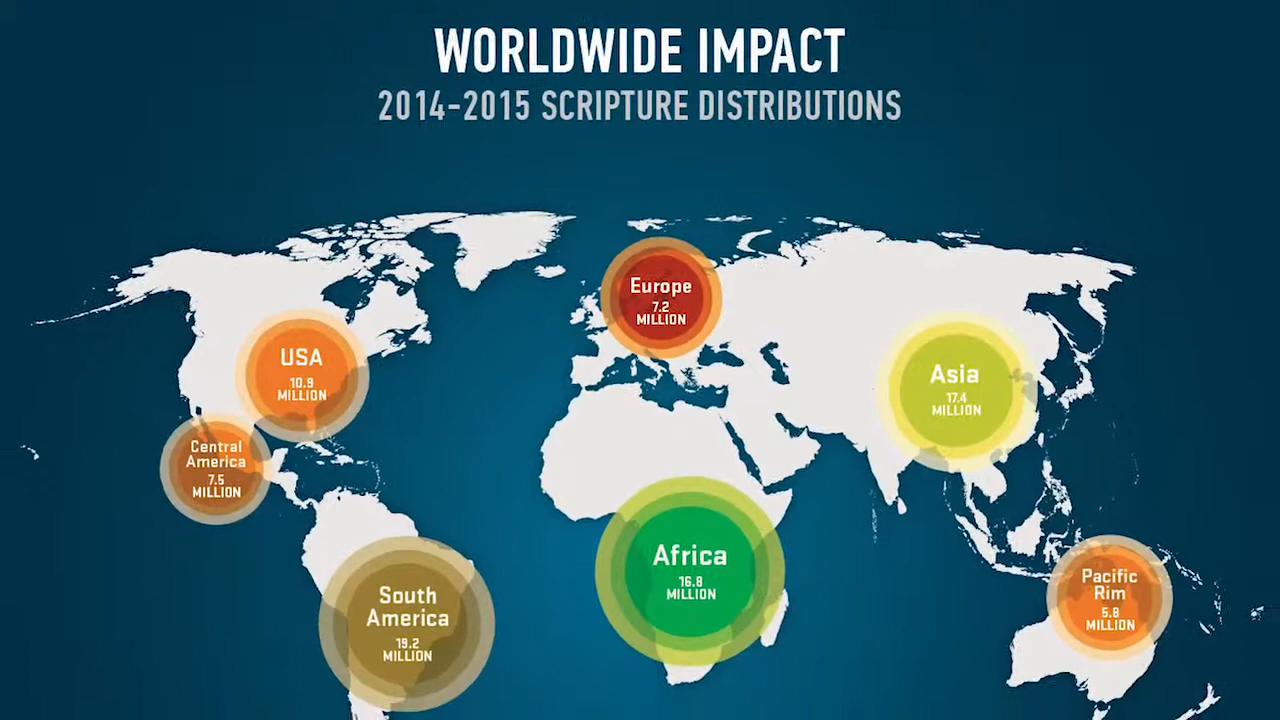 WORLDWIDE IMPACT
2014-2015 SCRIPTURE DISTRIBUTIONS
Europe
7.2
MILLION
USA
10.9
MILLION
Asia
17.4
MILLION
Central
America
7.5
MILLION
Africa
16.8
MILLION
Pacific
Rim
5.8
MILLION
South
America
19.2
MILLION